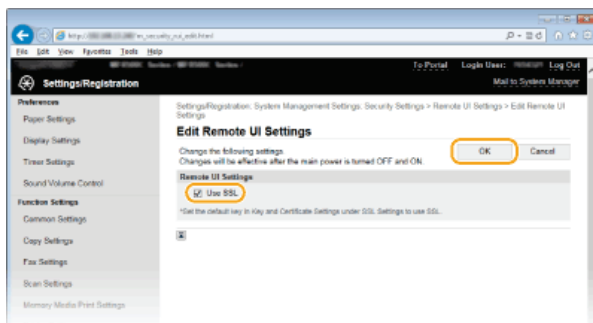 http://
m_security_rui_edit.html
File Edit View Favorites Tools Help
To Portal Login User: Log Out
Settings/Registration
Mail to System Manager
Preferences
Paper Settings
Display Settings
Timer Settings
Sound Volume Control
Function Settings
Common Settings
Copy Settings
Fax Settings
Scan Settings
Memory Media Print Settings
Settings/Registration: System Management Settings: Security Settings > Remote UI Settings > Edit Remote UI
Settings
Edit Remote UI Settings
Change the following settings.
Changes will be effective after the main power is turned OFF and ON.
OK Cancel
Remote UI Settings
Use SSL
*Set the default key in Key and Certificate Settings under SSL Settings to use SSL.